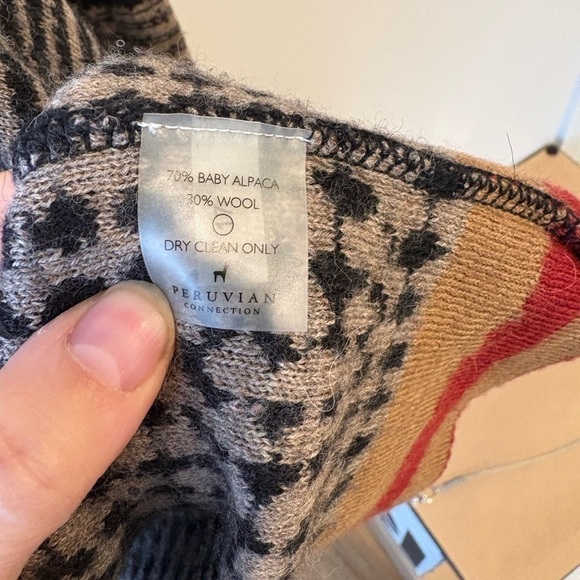 70% BABY ALPACA
30% WOOL
DRY CLEAN ONLY
PERUVIAN
CONNECTION